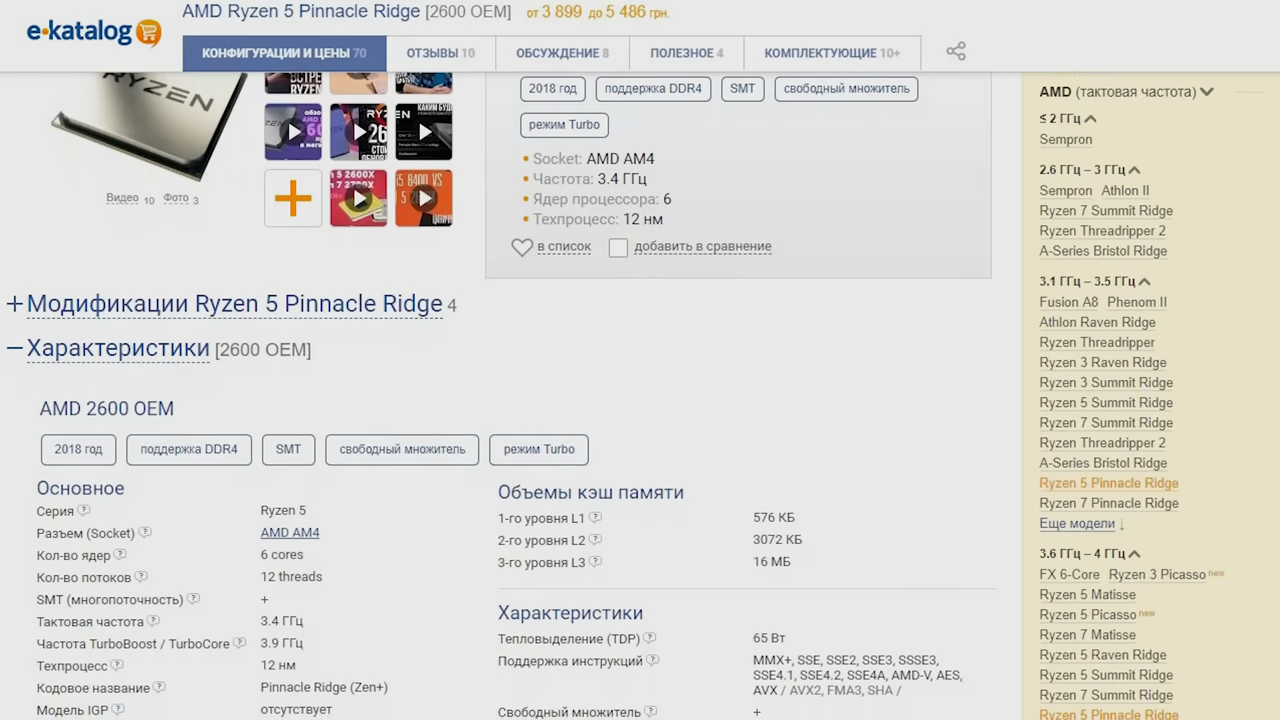 e·katalog
AMD Ryzen 5 Pinnacle Ridge [2600 OEM] от 3 899 до 5 486 грн.
КОНФИГУРАЦИИ И ЦЕНЫ 70
ОТЗЫВЫ 10
ОБСУЖДЕНИЕ 8
ПОЛЕЗНОЕ 4
КОМПЛЕКТУЮЩИЕ 10+
RYZEN
Видео 10 Фото 3
2018 год
поддержка DDR4
SMT
свободный множитель
режим Turbo
• Socket: AMD AM4
• Частота: 3.4 ГГц
• Ядер процессора: 6
• Техпроцесс: 12 нм
в список
добавить в сравнение
+Модификации Ryzen 5 Pinnacle Ridge 4
—Характеристики [2600 OEM]
AMD 2600 OEM
2018 год
поддержка DDR4
SMT
свободный множитель
режим Turbo
Основное
Серия Ryzen 5
Разъем (Socket) AMD AM4
Кол-во ядер 6 cores
Кол-во потоков 12 threads
SMT (многопоточность) +
Тактовая частота 3.4 ГГц
Частота TurboBoost / TurboCore 3.9 ГГц
Техпроцесс 12 нм
Кодовое название Pinnacle Ridge (Zen+)
Модель IGP отсутствует
Объемы кэш памяти
1-го уровня L1 576 КБ
2-го уровня L2 3072 КБ
3-го уровня L3 16 МБ
Характеристики
Тепловыделение (TDP) 65 Вт
Поддержка инструкций MMX+, SSE, SSE2, SSE3, SSSE3,
SSE4.1, SSE4.2, SSE4A, AMD-V, AES,
AVX / AVX2, FMA3, SHA /
Свободный множитель +
AMD (тактовая частота)
≤ 2 ГГц
Sempron
2.6 ГГц – 3 ГГц
Sempron Athlon II
Ryzen 7 Summit Ridge
Ryzen Threadripper 2
A-Series Bristol Ridge
3.1 ГГц – 3.5 ГГц
Fusion A8 Phenom II
Athlon Raven Ridge
Ryzen Threadripper
Ryzen 3 Raven Ridge
Ryzen 3 Summit Ridge
Ryzen 5 Summit Ridge
Ryzen 7 Summit Ridge
Ryzen Threadripper 2
A-Series Bristol Ridge
Ryzen 5 Pinnacle Ridge
Ryzen 7 Pinnacle Ridge
Еще модели ↓
3.6 ГГц – 4 ГГц
FX 6-Core Ryzen 3 Picasso new
Ryzen 5 Matisse
Ryzen 5 Picasso new
Ryzen 7 Matisse
Ryzen 5 Raven Ridge
Ryzen 5 Summit Ridge
Ryzen 7 Summit Ridge
Ryzen 5 Pinnacle Ridge